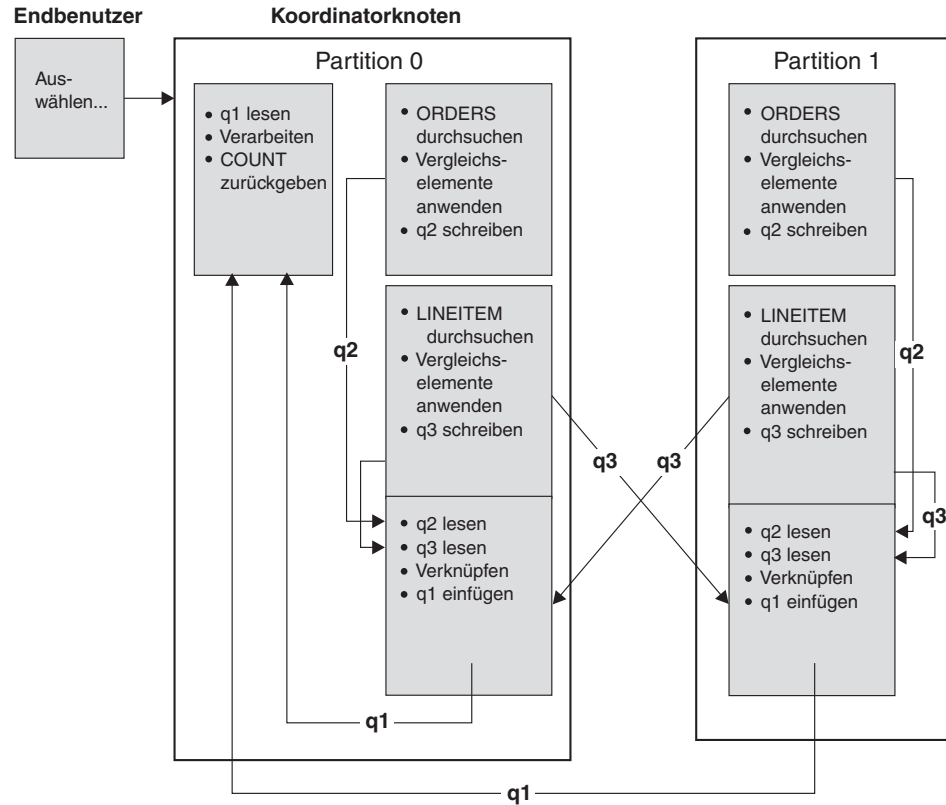 Endbenutzer
Koordinatorknoten
Aus-
wählen...
Partition 0
• q1 lesen
• Verarbeiten
• COUNT
zurückgeben
• ORDERS
durchsuchen
• Vergleichs-
elemente
anwenden
• q2 schreiben
q2
• LINEITEM
durchsuchen
• Vergleichs-
elemente
anwenden
• q3 schreiben
• q2 lesen
• q3 lesen
• Verknüpfen
• q1 einfügen
q1
q3
q3
Partition 1
• ORDERS
durchsuchen
• Vergleichs-
elemente
anwenden
• q2 schreiben
q2
• LINEITEM
durchsuchen
• Vergleichs-
elemente
anwenden
• q3 schreiben
q3
• q2 lesen
• q3 lesen
• Verknüpfen
• q1 einfügen
q1